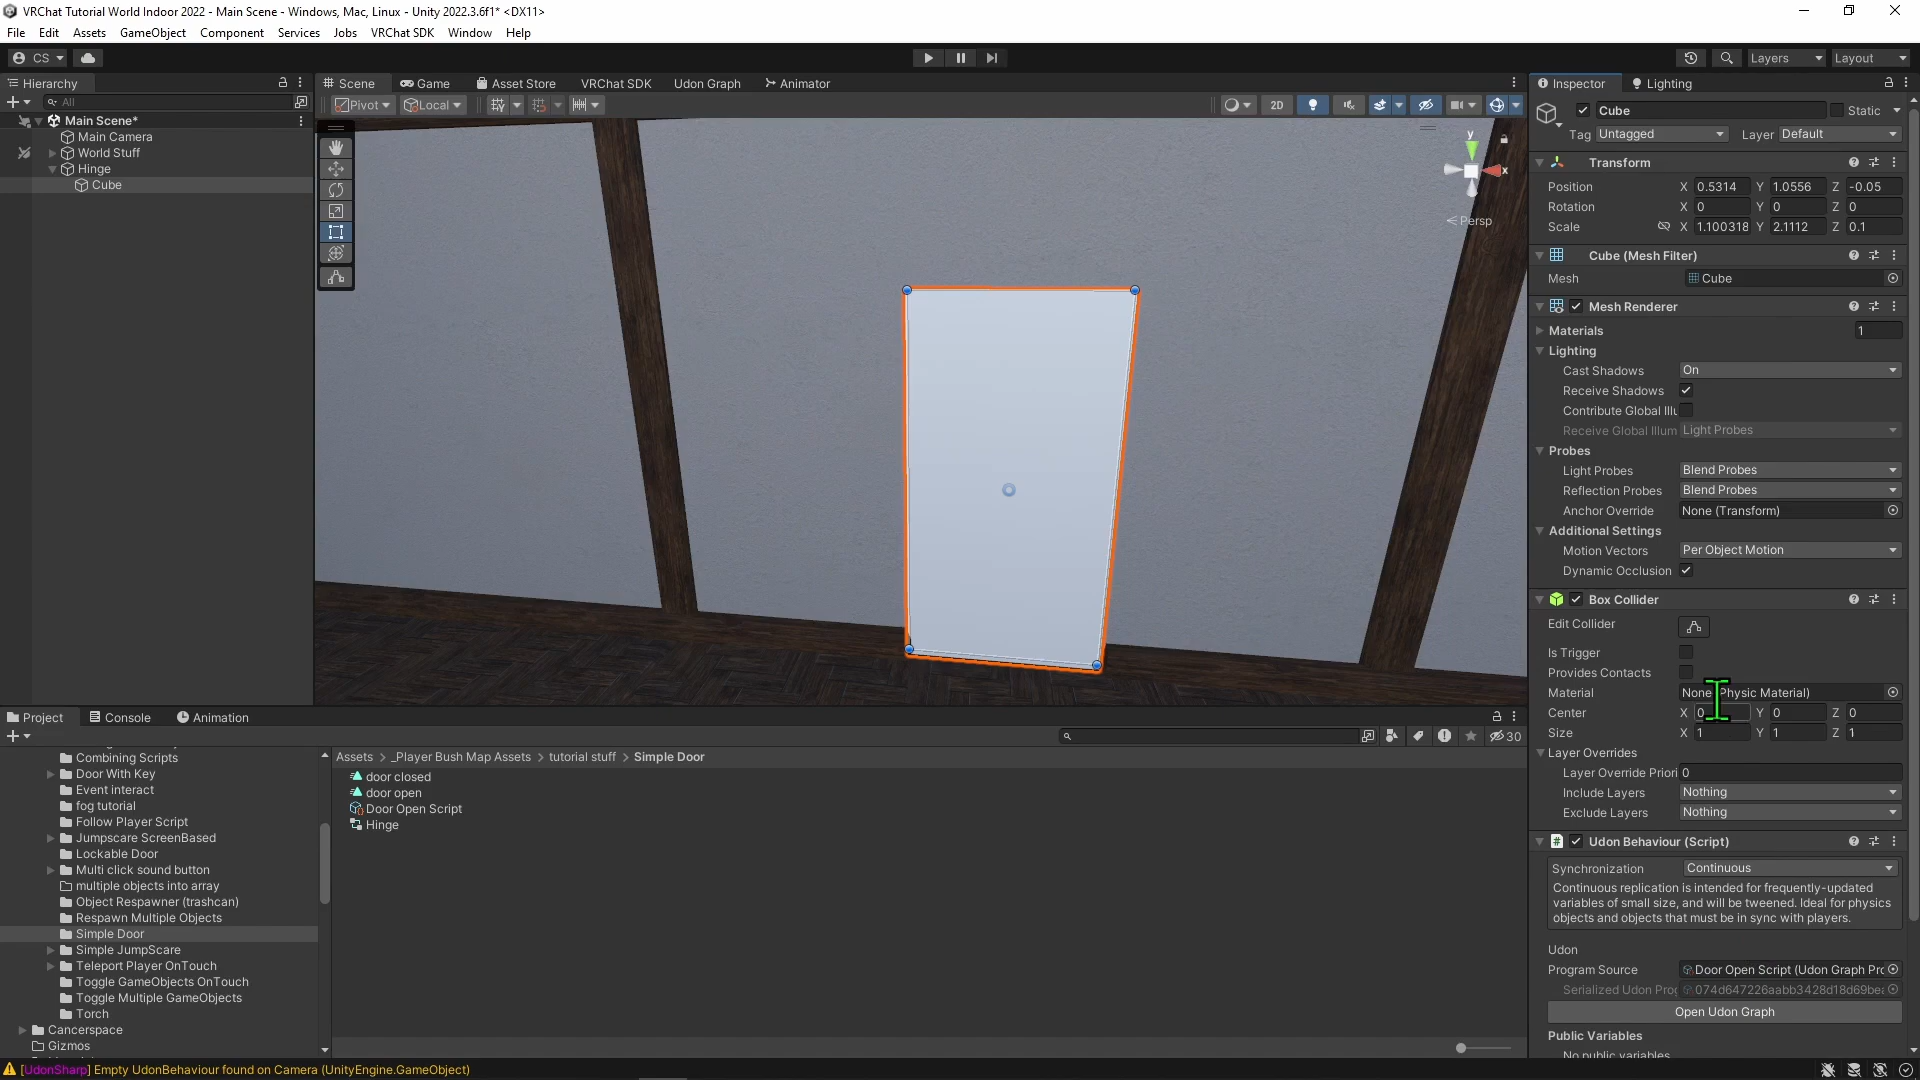 VRChat Tutorial World Indoor 2022 - Main Scene - Windows, Mac, Linux - Unity 2022.3.6f1* <DX11>
File Edit Assets GameObject Component Services Jobs VRChat SDK Window Help
CS Layers Layout
Hierarchy
All
Main Scene*
Main Camera
World Stuff
Hinge
Cube
Scene Game Asset Store VRChat SDK Udon Graph Animator
Pivot Local 2D
y
x
Persp
Inspector Lighting
Cube Static
Tag Untagged Layer Default
Transform
Position X 0.5314 Y 1.0556 Z -0.05
Rotation X 0 Y 0 Z 0
Scale X 1.100318 Y 2.1112 Z 0.1
Cube (Mesh Filter)
Mesh Cube
Mesh Renderer
Materials 1
Lighting
Cast Shadows On
Receive Shadows
Contribute Global Illu
Receive Global Illum Light Probes
Probes
Light Probes Blend Probes
Reflection Probes Blend Probes
Anchor Override None (Transform)
Additional Settings
Motion Vectors Per Object Motion
Dynamic Occlusion
Box Collider
Edit Collider
Is Trigger
Provides Contacts
Material None (Physic Material)
Center X 0 Y 0 Z 0
Size X 1 Y 1 Z 1
Layer Overrides
Layer Override Priori 0
Include Layers Nothing
Exclude Layers Nothing
Udon Behaviour (Script)
Synchronization Continuous
Continuous replication is intended for frequently-updated
variables of small size, and will be tweened. Ideal for physics
objects and objects that must be in sync with players.
Udon
Program Source Door Open Script (Udon Graph Pro
Serialized Udon Prog 074d647226aabb3428d18d69be
Open Udon Graph
Public Variables
No public variables
Project Console Animation
30
Combining Scripts
Door With Key
Event interact
fog tutorial
Follow Player Script
Jumpscare ScreenBased
Lockable Door
Multi click sound button
multiple objects into array
Object Respawner (trashcan)
Respawn Multiple Objects
Simple Door
Simple JumpScare
Teleport Player OnTouch
Toggle GameObjects OnTouch
Toggle Multiple GameObjects
Torch
Cancerspace
Gizmos
Assets > _Player Bush Map Assets > tutorial stuff > Simple Door
door closed
door open
Door Open Script
Hinge
[UdonSharp] Empty UdonBehaviour found on Camera (UnityEngine.GameObject)